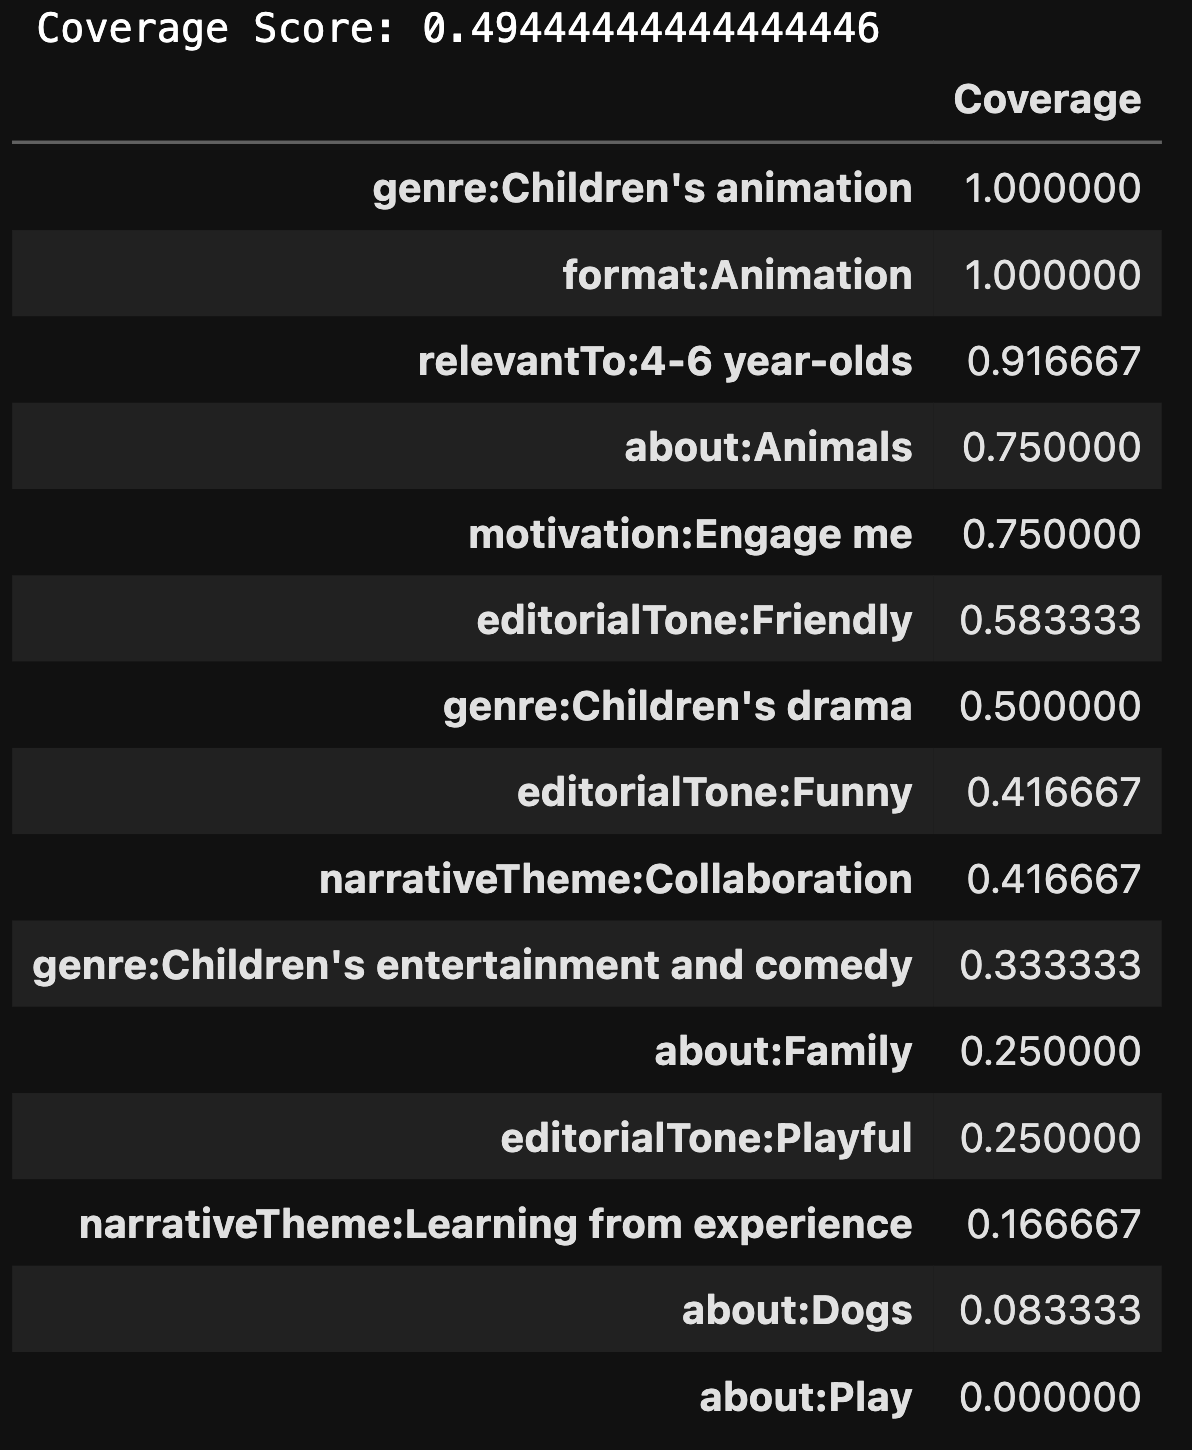 Coverage Score: 0.49444444444444446
Coverage
genre:Children's animation 1.000000
format:Animation 1.000000
relevantTo:4-6 year-olds 0.916667
about:Animals 0.750000
motivation:Engage me 0.750000
editorialTone:Friendly 0.583333
genre:Children's drama 0.500000
editorialTone:Funny 0.416667
narrativeTheme:Collaboration 0.416667
genre:Children's entertainment and comedy 0.333333
about:Family 0.250000
editorialTone:Playful 0.250000
narrativeTheme:Learning from experience 0.166667
about:Dogs 0.083333
about:Play 0.000000